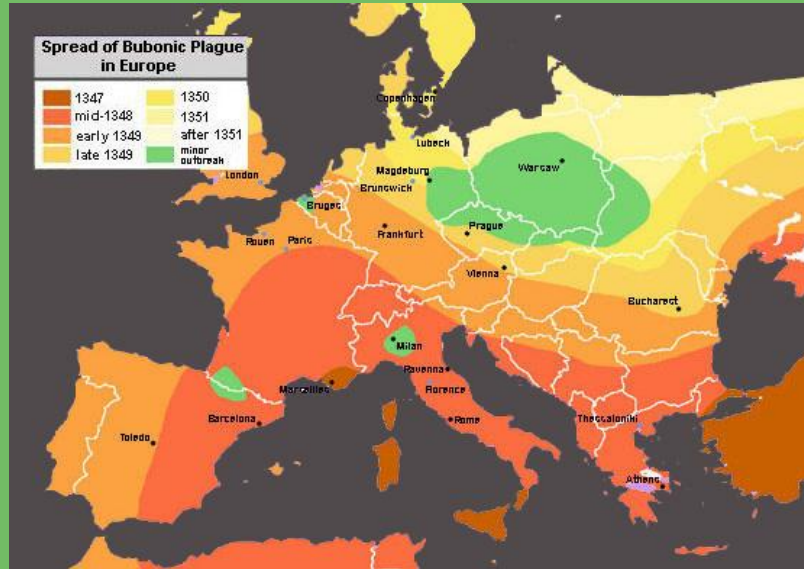 Spread of Bubonic Plague
in Europe
1347
mid-1348
early 1349
late 1349
1350
1351
after 1351
minor
outbreak
Copenhagen
Lubeck
London
Magdeburg
Warsaw
Brunswick
Bruges
Rouen
Paris
Frankfurt
Prague
Vienna
Bucharest
Milan
Ravenna
Marseilles
Florence
Barcelona
Rome
Thessaloniki
Toledo
Athens